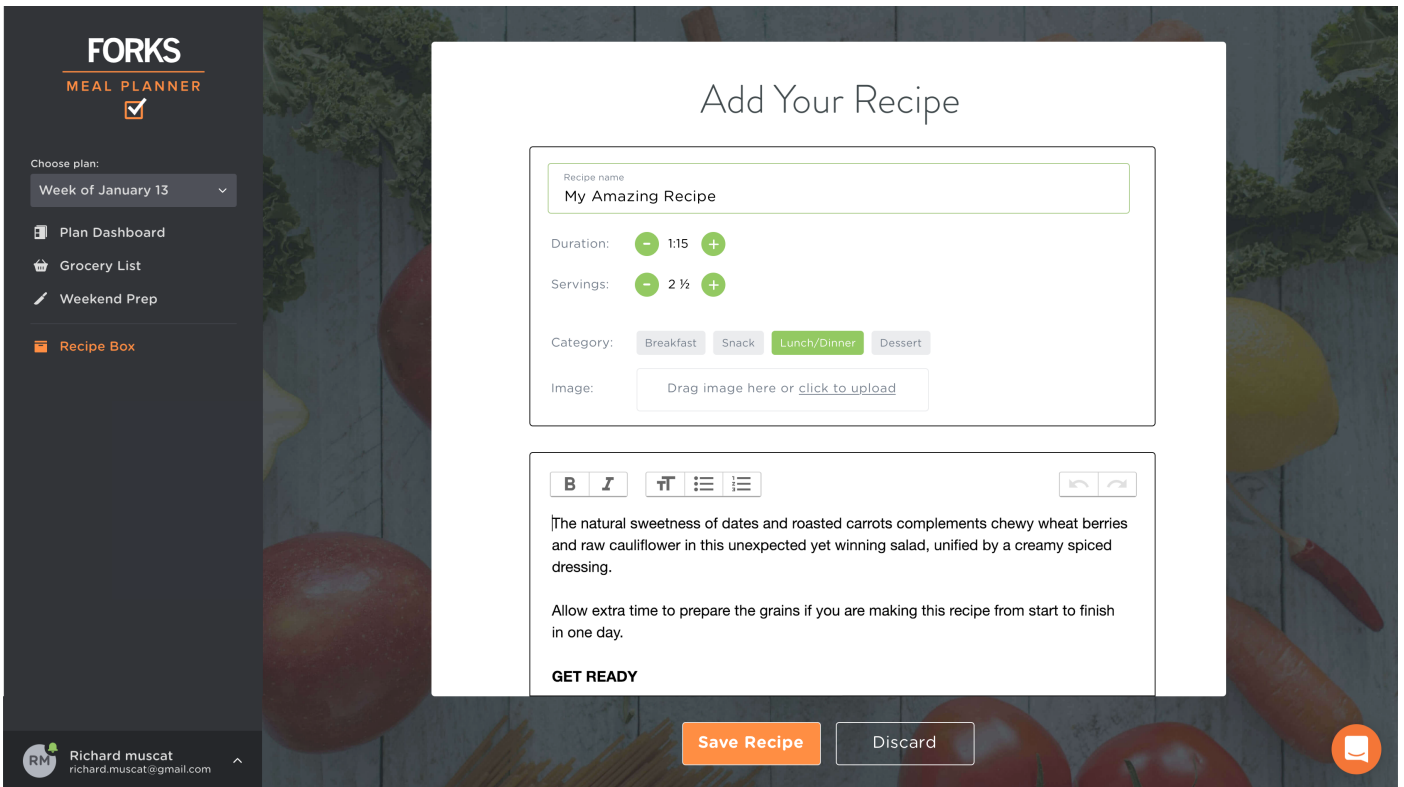 FORKS
MEAL PLANNER
Choose plan:
Week of January 13
Plan Dashboard
Grocery List
Weekend Prep
Recipe Box
RM
Richard muscat
richard.muscat@gmail.com
Add Your Recipe
Recipe name
My Amazing Recipe
Duration: - 1:15 +
Servings: - 2 ½ +
Category: Breakfast Snack Lunch/Dinner Dessert
Image: Drag image here or click to upload
B I TT
The natural sweetness of dates and roasted carrots complements chewy wheat berries
and raw cauliflower in this unexpected yet winning salad, unified by a creamy spiced
dressing.
Allow extra time to prepare the grains if you are making this recipe from start to finish
in one day.
GET READY
Save Recipe Discard